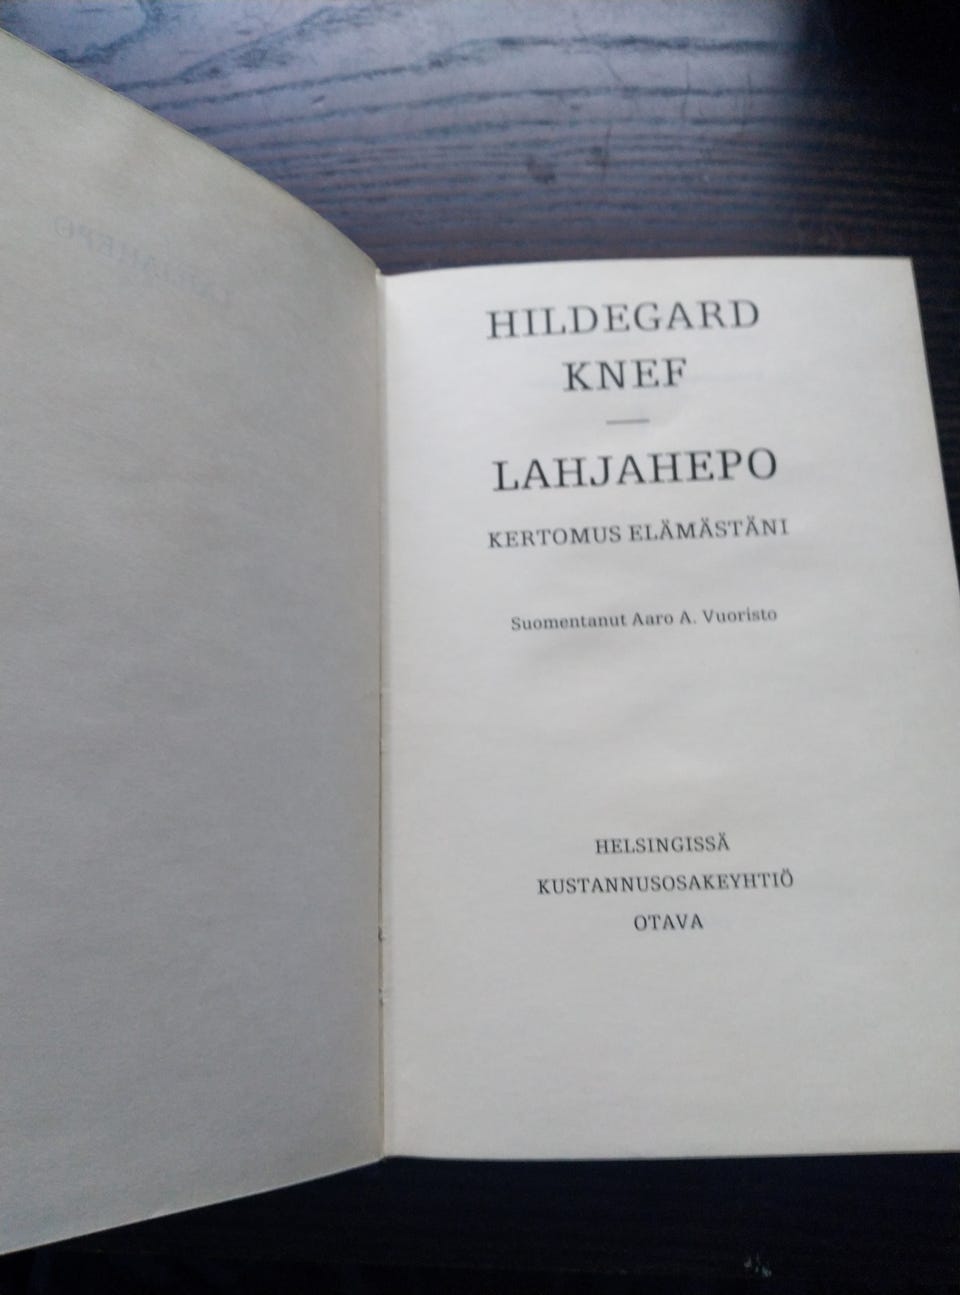 HILDEGARD
KNEF
LAHJAHEPO
KERTOMUS ELÄMÄSTÄNI
Suomentanut Aaro A. Vuoristo
HELSINGISSÄ
KUSTANNUSOSAKEYHTIÖ
OTAVA